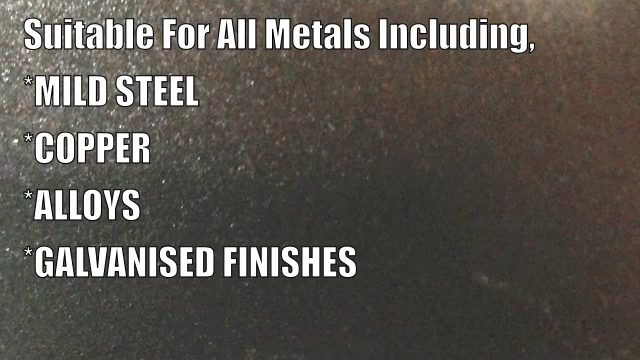 Suitable For All Metals Including,
*MILD STEEL
*COPPER
*ALLOYS
*GALVANISED FINISHES